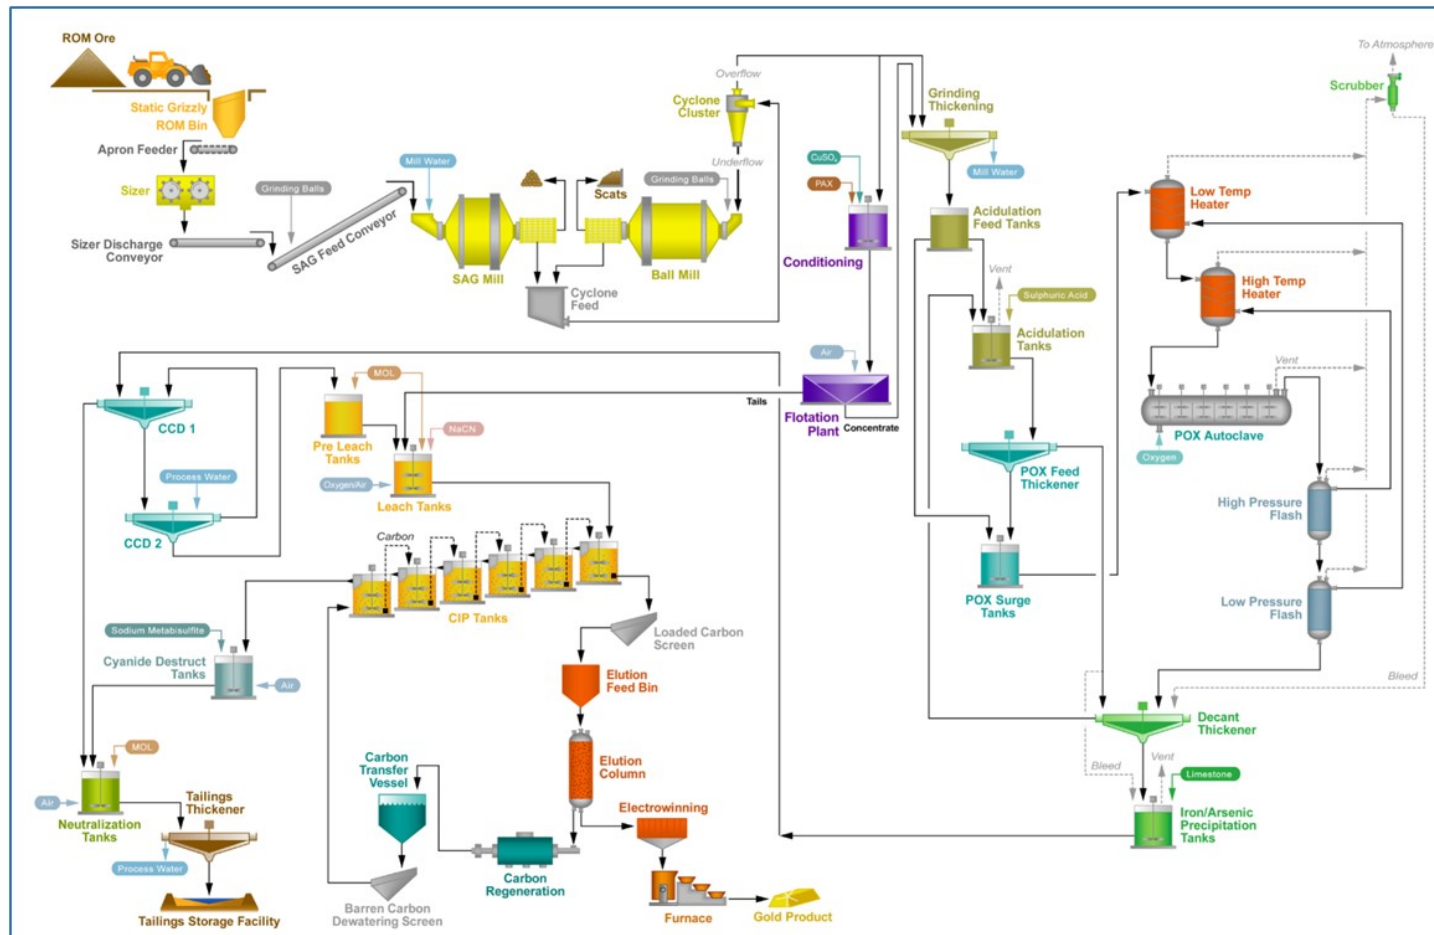 ROM Ore
Static Grizzly
ROM Bin
Apron Feeder
Sizer
Sizer Discharge
Conveyor
Grinding Balls
SAG Feed Conveyor
Mill Water
SAG Mill
Scats
Cyclone
Feed
Ball Mill
Grinding Balls
Underflow
Cyclone
Cluster
Overflow
CuSO₄
PAX
Conditioning
Grinding
Thickening
Mill Water
Acidulation
Feed Tanks
Vent
Sulphuric Acid
Acidulation
Tanks
To Atmosphere
Scrubber
Low Temp
Heater
High Temp
Heater
Vent
POX Autoclave
Oxygen
High Pressure
Flash
Low Pressure
Flash
Bleed
Air
Tails
Flotation
Plant
Concentrate
POX Feed
Thickener
POX Surge
Tanks
Decant
Thickener
Bleed
Vent
Limestone
Iron/Arsenic
Precipitation
Tanks
CCD 1
Process Water
CCD 2
MOL
Pre Leach
Tanks
NaCN
Oxygen/Air
Leach Tanks
Carbon
CIP Tanks
Loaded Carbon
Screen
Sodium Metabisulfite
Cyanide Destruct
Tanks
Air
Elution
Feed Bin
Elution
Column
Carbon
Transfer
Vessel
Electrowinning
Carbon
Regeneration
Barren Carbon
Dewatering Screen
Furnace
Gold Product
MOL
Air
Neutralization
Tanks
Tailings
Thickener
Process Water
Tailings Storage Facility